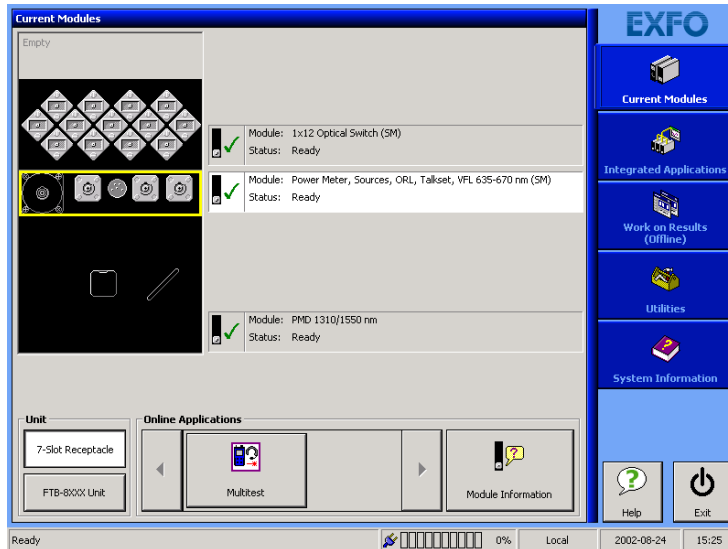 Current Modules
EXFO
Empty
Current Modules
Module: 1x12 Optical Switch (SM)
Status: Ready
Integrated Applications
Module: Power Meter, Sources, ORL, Talkset, VFL 635-670 nm (SM)
Status: Ready
Work on Results
(Offline)
Utilities
Module: PMD 1310/1550 nm
Status: Ready
System Information
Unit
Online Applications
7-Slot Receptacle
FTB-8XXX Unit
Multitest
Module Information
Help
Exit
Ready
0%
Local
2002-08-24
15:25